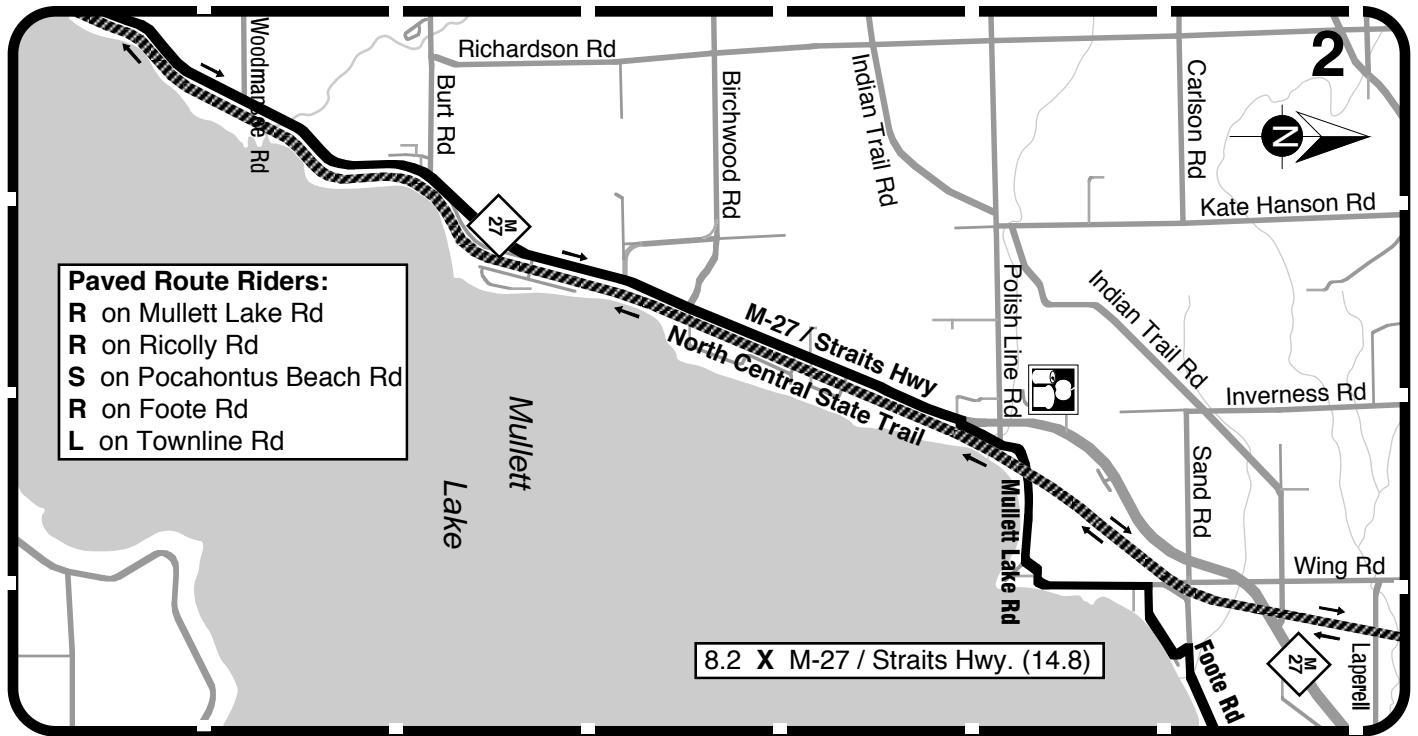 2
Woodmansee Rd
Richardson Rd
Burt Rd
Birchwood Rd
Indian Trail Rd
Carlson Rd
N
Kate Hanson Rd
M
27
Paved Route Riders:
R on Mullett Lake Rd
R on Ricolly Rd
S on Pocahontus Beach Rd
R on Foote Rd
L on Townline Rd
Polish Line Rd
Indian Trail Rd
M-27 / Straits Hwy
North Central State Trail
Inverness Rd
Mullett
Lake
Sand Rd
Mullett Lake Rd
Wing Rd
8.2 X M-27 / Straits Hwy. (14.8)
Foote Rd
M
27
Laperell